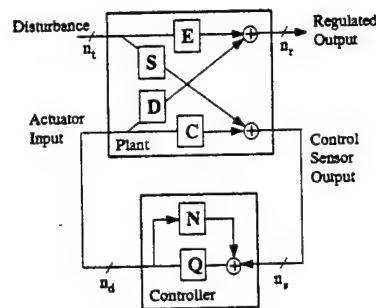 Disturbance
n_t
E
n_r
Regulated
Output
S
D
Actuator
Input
C
Plant
Control
Sensor
Output
N
Q
n_d
Controller
n_s